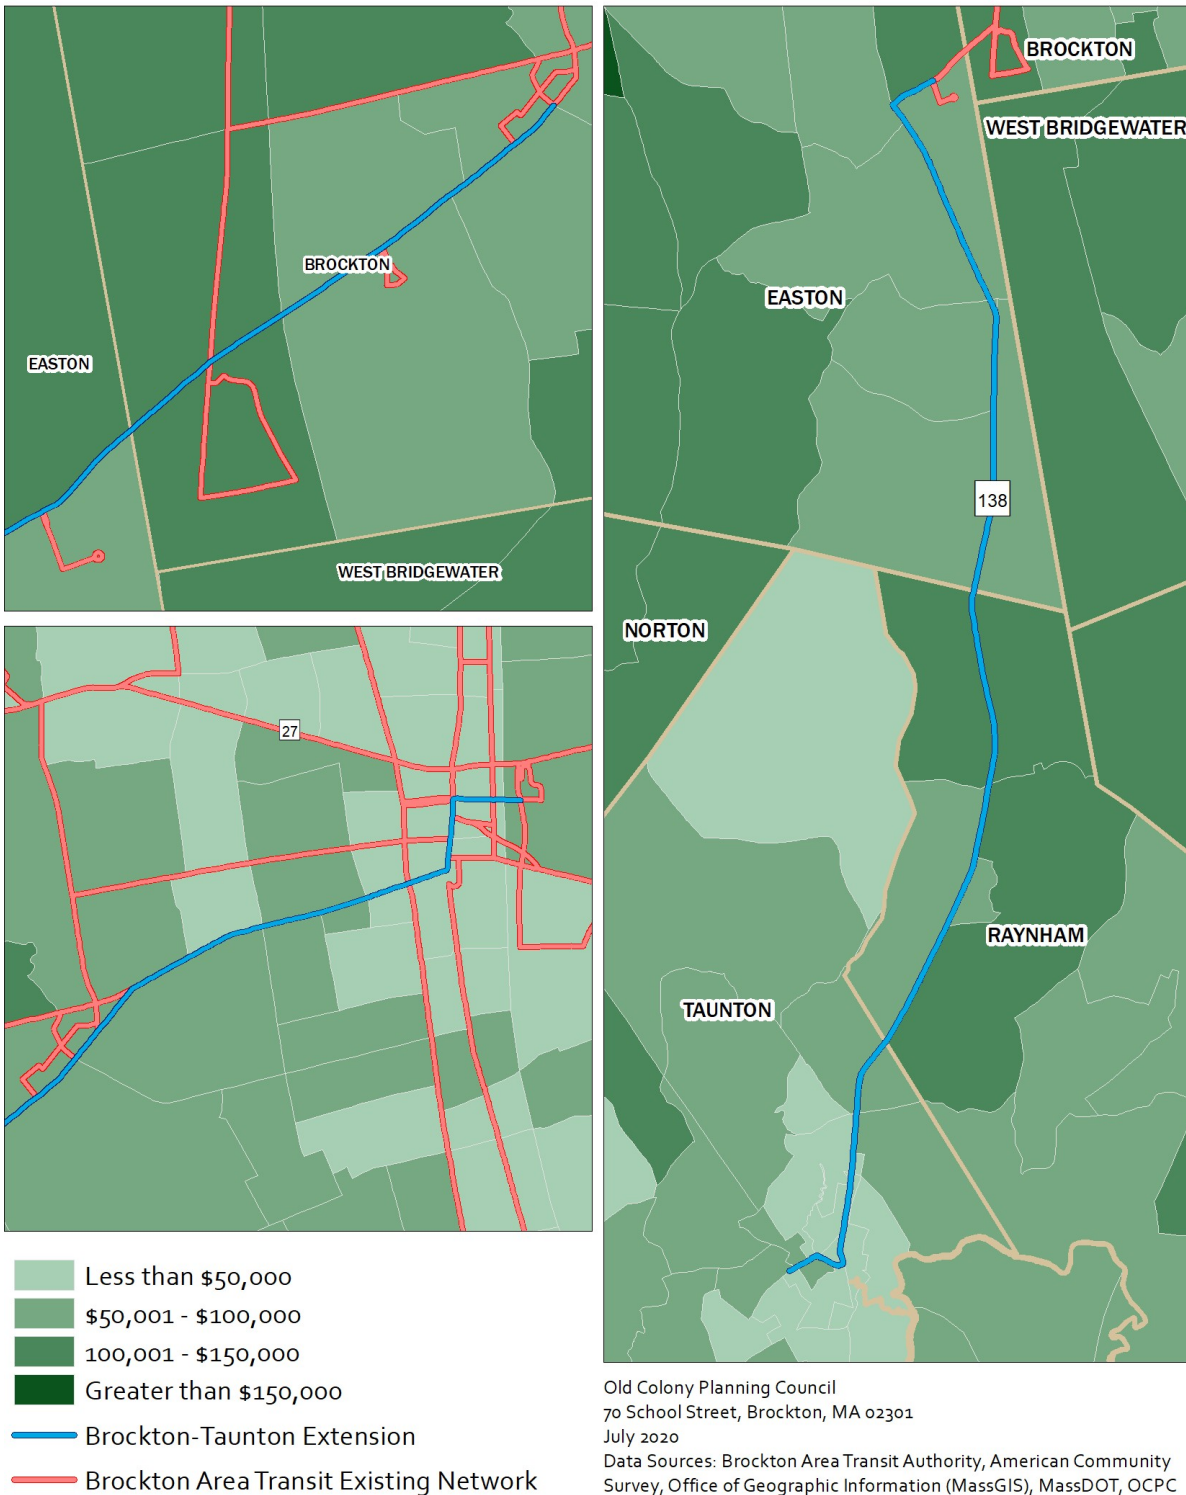 BROCKTON
EASTON
WEST BRIDGEWATER
27
BROCKTON
WEST BRIDGEWATER
EASTON
138
NORTON
RAYNHAM
TAUNTON
Less than $50,000
$50,001 - $100,000
100,001 - $150,000
Greater than $150,000
Brockton-Taunton Extension
Brockton Area Transit Existing Network
Old Colony Planning Council
70 School Street, Brockton, MA 02301
July 2020
Data Sources: Brockton Area Transit Authority, American Community
Survey, Office of Geographic Information (MassGIS), MassDOT, OCPC